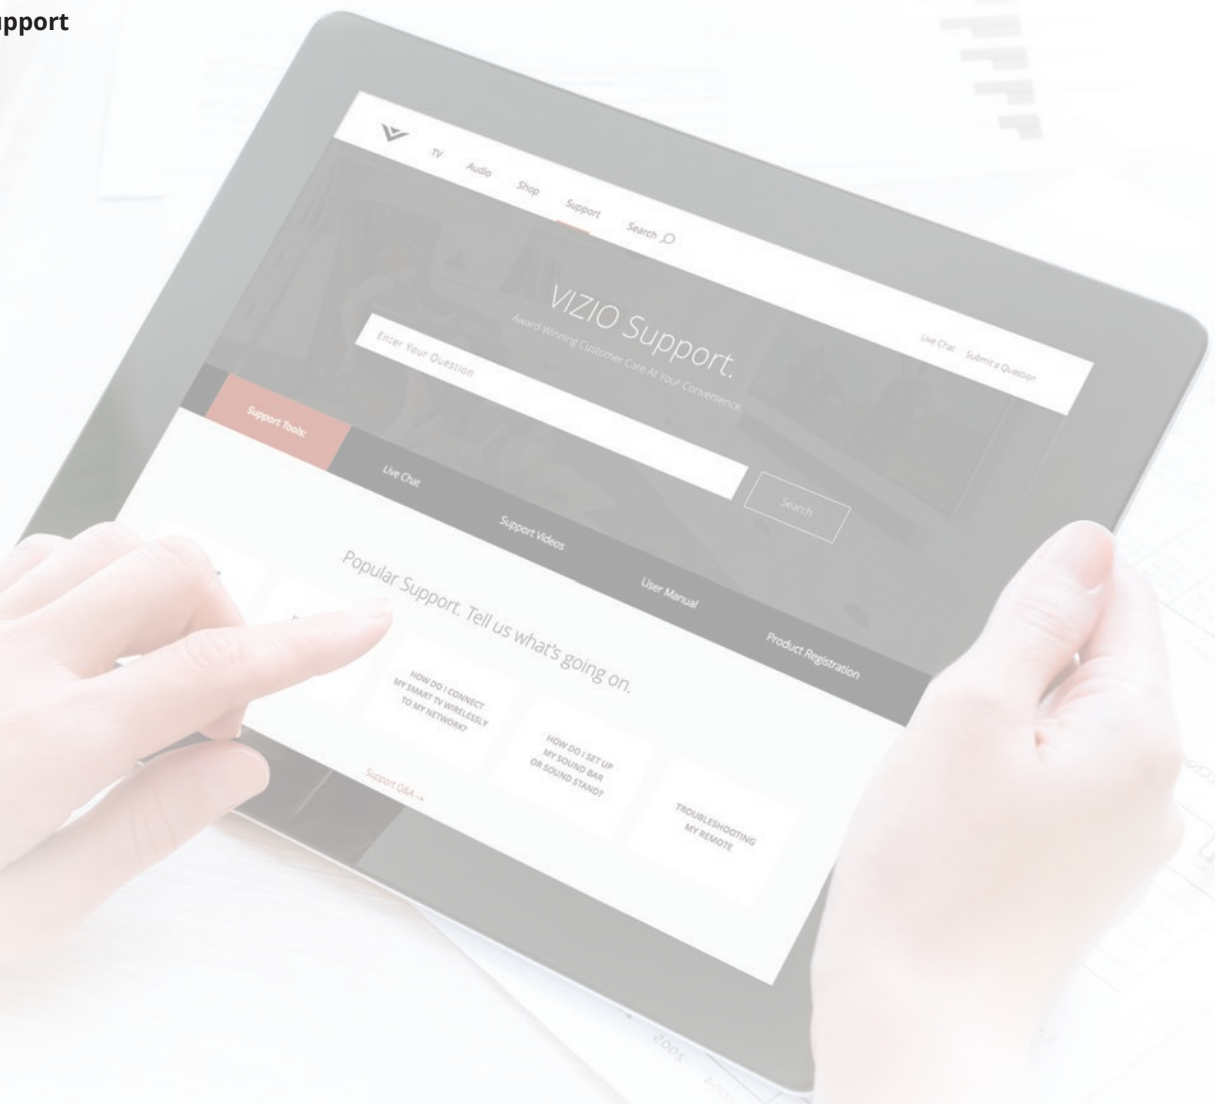 upport
TV
Audio
Shop
Support
Search
Live Chat
Submit a Question
VIZIO Support.
Award Winning Customer Care At Your Convenience.
Enter Your Question
Search
Support Tools:
Live Chat
Support Videos
User Manual
Product Registration
Popular Support. Tell us what's going on.
HOW DO I CONNECT
MY SMART TV WIRELESSLY
TO MY NETWORK?
HOW DO I SET UP
MY SOUND BAR
OR SOUND STAND?
TROUBLESHOOTING
MY REMOTE
Support Q&A →
2002